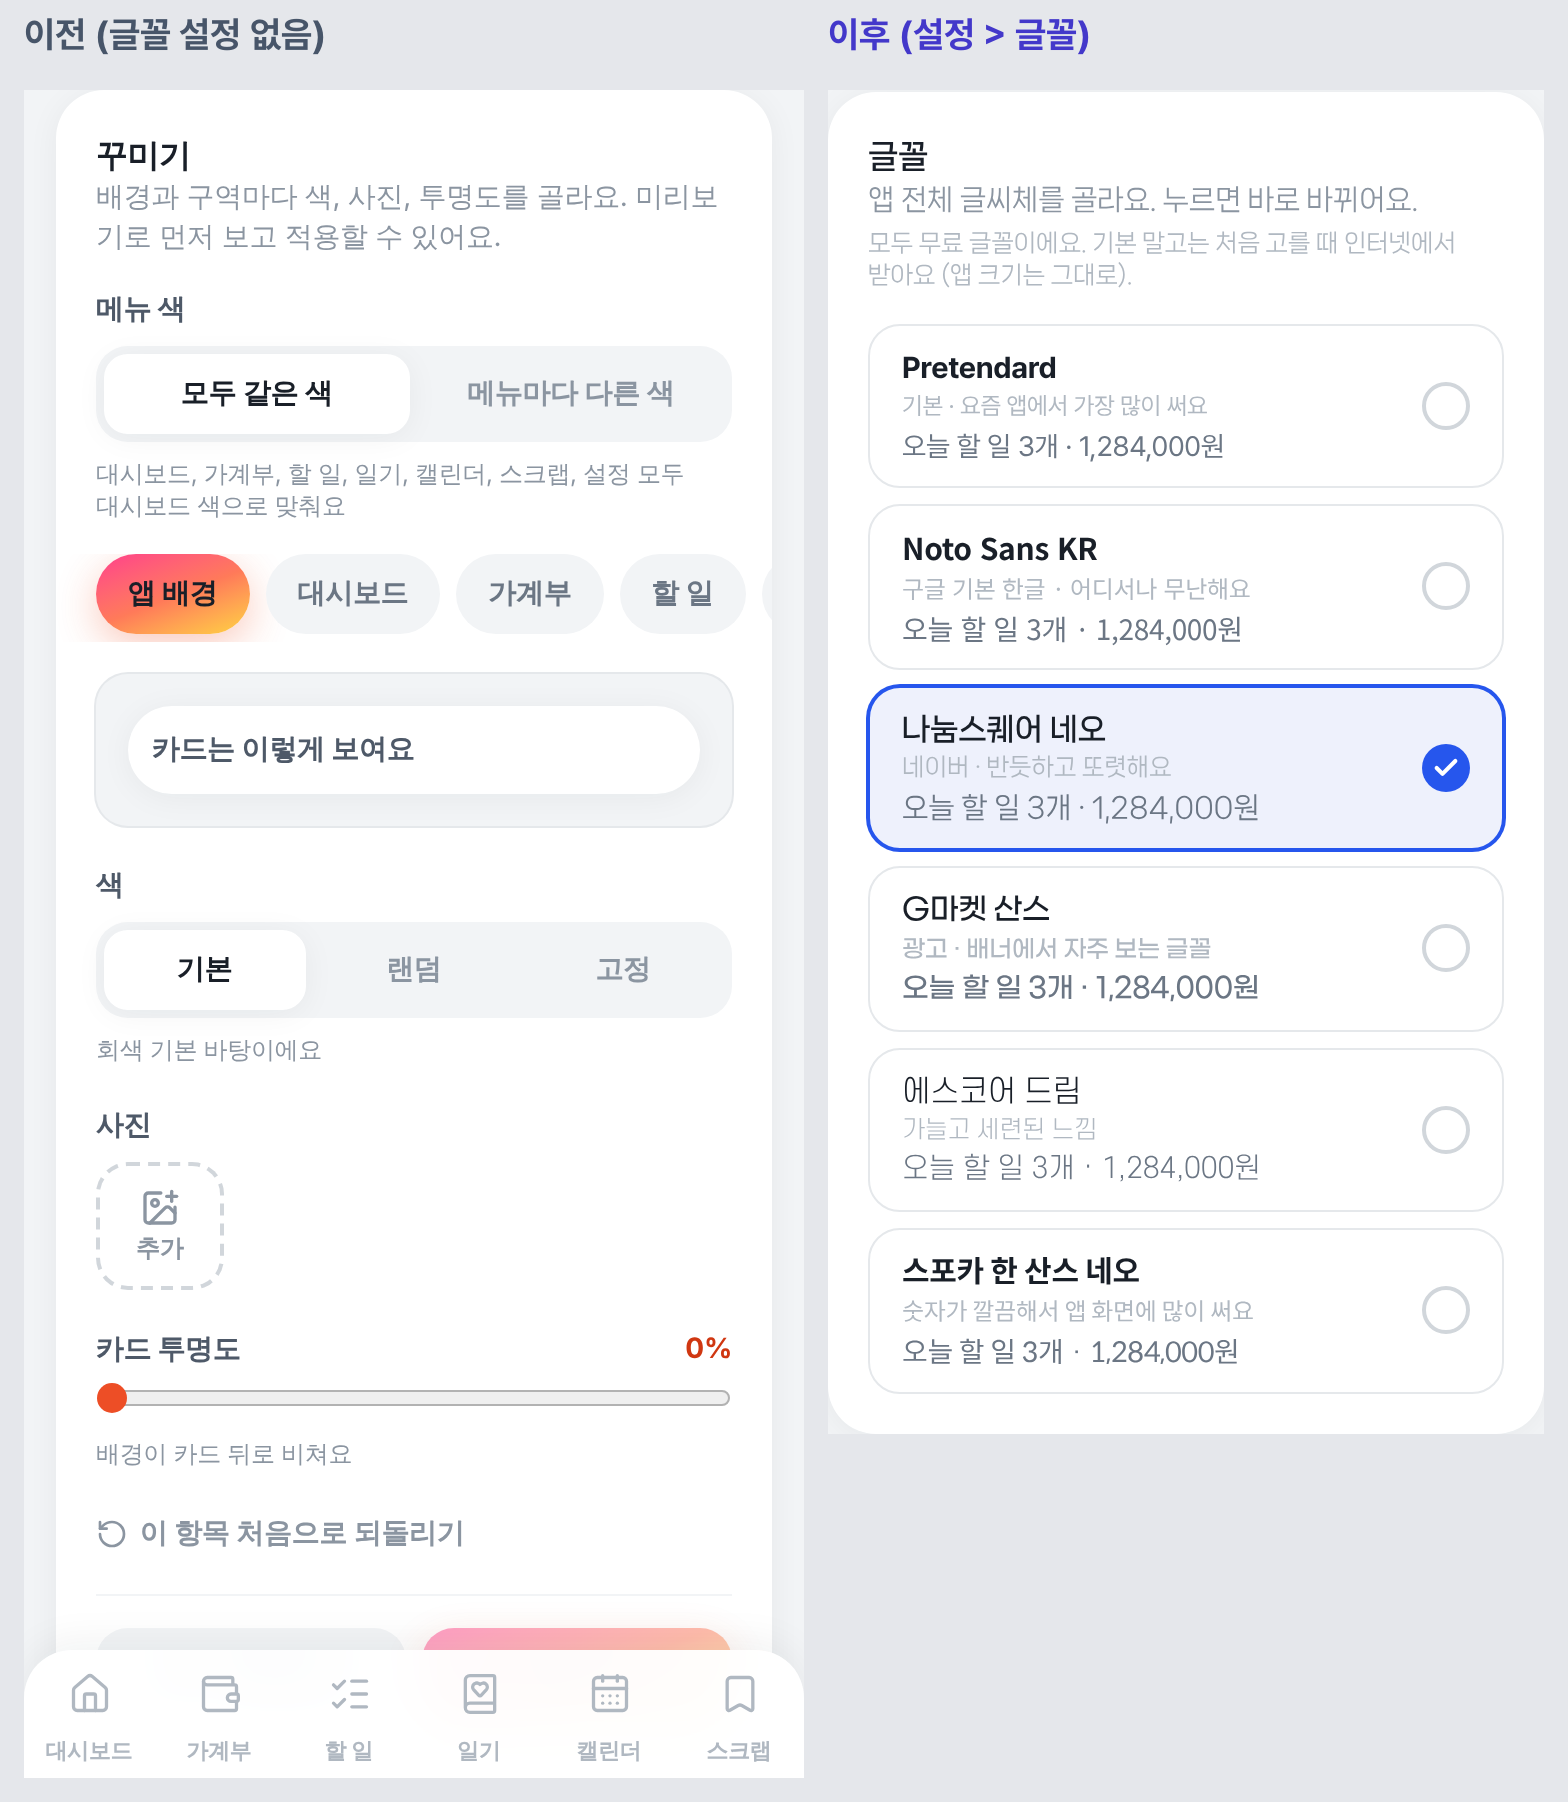 이전 (글꼴 설정 없음)
꾸미기
배경과 구역마다 색, 사진, 투명도를 골라요. 미리보
기로 먼저 보고 적용할 수 있어요.
메뉴 색
모두 같은 색
메뉴마다 다른 색
대시보드, 가계부, 할 일, 일기, 캘린더, 스크랩, 설정 모두
대시보드 색으로 맞춰요
앱 배경
대시보드
가계부
할 일
카드는 이렇게 보여요
색
기본
랜덤
고정
회색 기본 바탕이에요
사진
추가
카드 투명도
0%
배경이 카드 뒤로 비쳐요
이 항목 처음으로 되돌리기
대시보드
가계부
할 일
일기
캘린더
스크랩
이후 (설정 > 글꼴)
글꼴
앱 전체 글씨체를 골라요. 누르면 바로 바뀌어요.
모두 무료 글꼴이에요. 기본 말고는 처음 고를 때 인터넷에서
받아요 (앱 크기는 그대로).
Pretendard
기본 · 요즘 앱에서 가장 많이 써요
오늘 할 일 3개 · 1,284,000원
Noto Sans KR
구글 기본 한글 · 어디서나 무난해요
오늘 할 일 3개 · 1,284,000원
나눔스퀘어 네오
네이버 · 반듯하고 또렷해요
오늘 할 일 3개 · 1,284,000원
G마켓 산스
광고 · 배너에서 자주 보는 글꼴
오늘 할 일 3개 · 1,284,000원
에스코어 드림
가늘고 세련된 느낌
오늘 할 일 3개 · 1,284,000원
스포카 한 산스 네오
숫자가 깔끔해서 앱 화면에 많이 써요
오늘 할 일 3개 · 1,284,000원